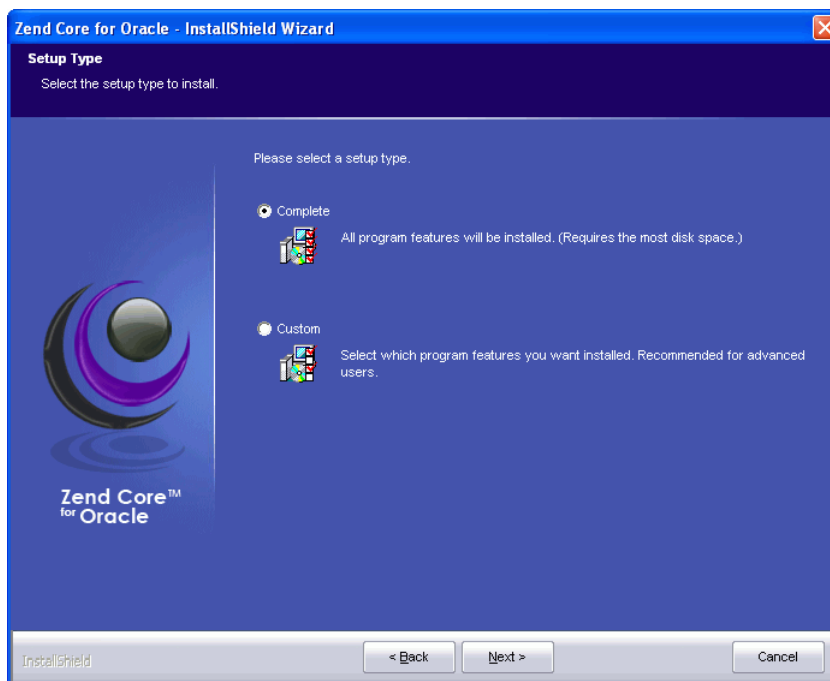 Zend Core for Oracle - InstallShield Wizard
Setup Type
Select the setup type to install.
Please select a setup type.
Complete
All program features will be installed. (Requires the most disk space.)
Custom
Select which program features you want installed. Recommended for advanced
users.
Zend Core™
for Oracle
InstallShield
< Back
Next >
Cancel